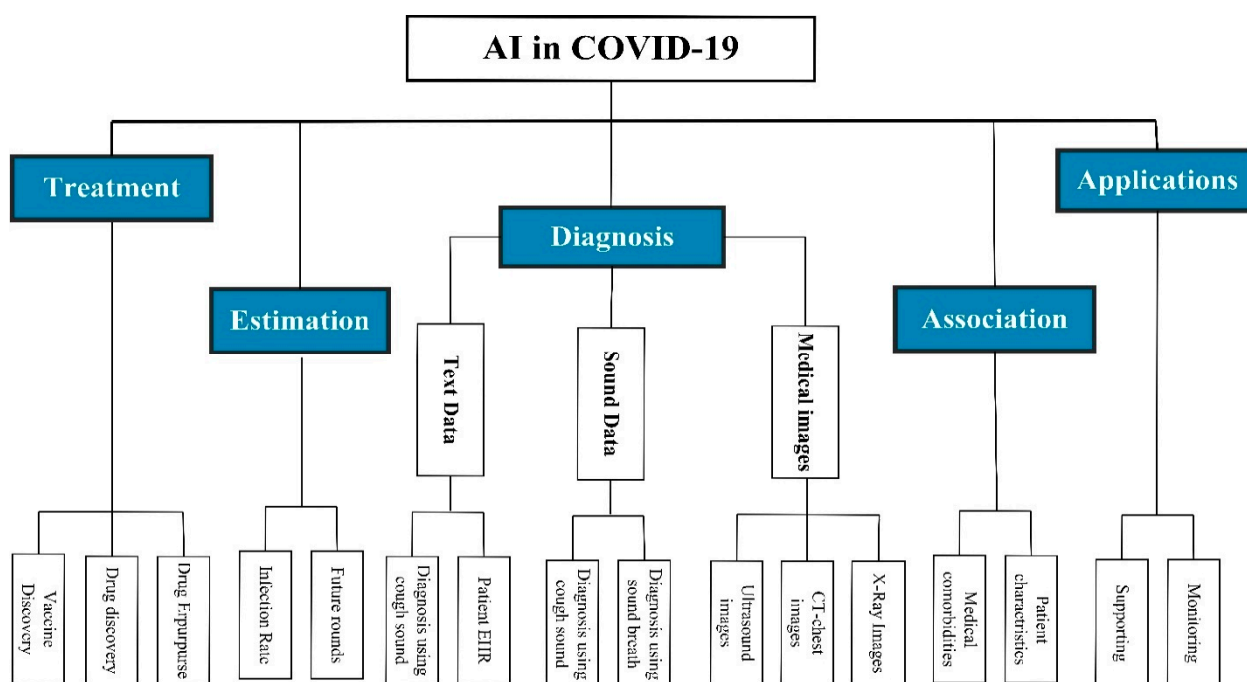 AI in COVID-19
Treatment
Applications
Diagnosis
Estimation
Association
Text Data
Sound Data
Medical images
Vaccine
Discovery
Drug discovery
Drug Erpurpurse
Infection Rate
Future rounds
Diagnosis using
cough sound
Patient EIIR
Diagnosis using
cough sound
Diagnosis using
sound breath
Ultrasound
images
CT-chest
images
X-Ray Images
Medical
comorbidities
Patient
charactristics
Supporting
Monitoring